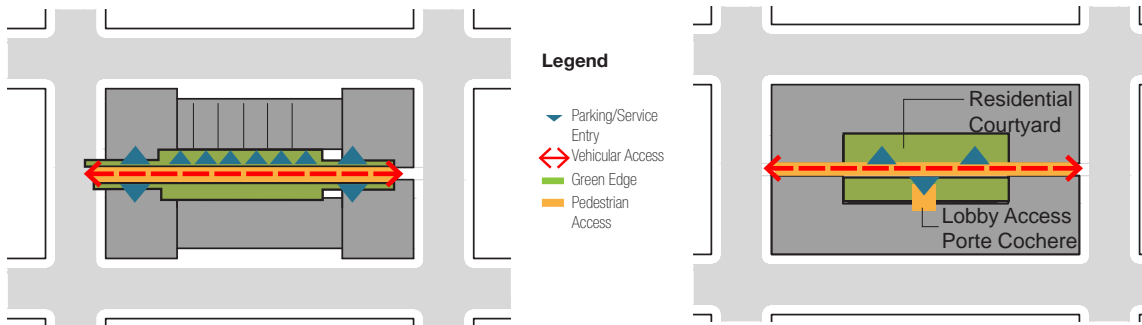 Legend
Parking/Service
Entry
Vehicular Access
Green Edge
Pedestrian
Access
Residential
Courtyard
Lobby Access
Porte Cochere